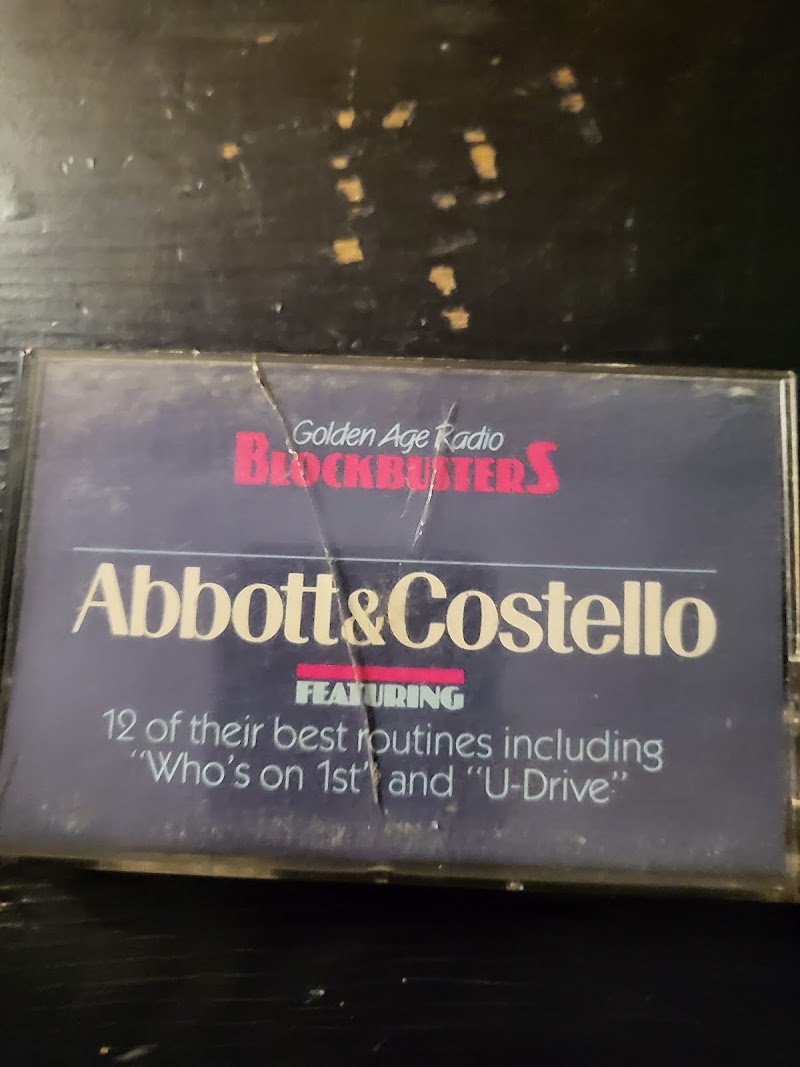 Golden Age Radio
BLOCKBUSTERS
Abbott&Costello
FEATURING
12 of their best routines including
"Who's on 1st" and "U-Drive"